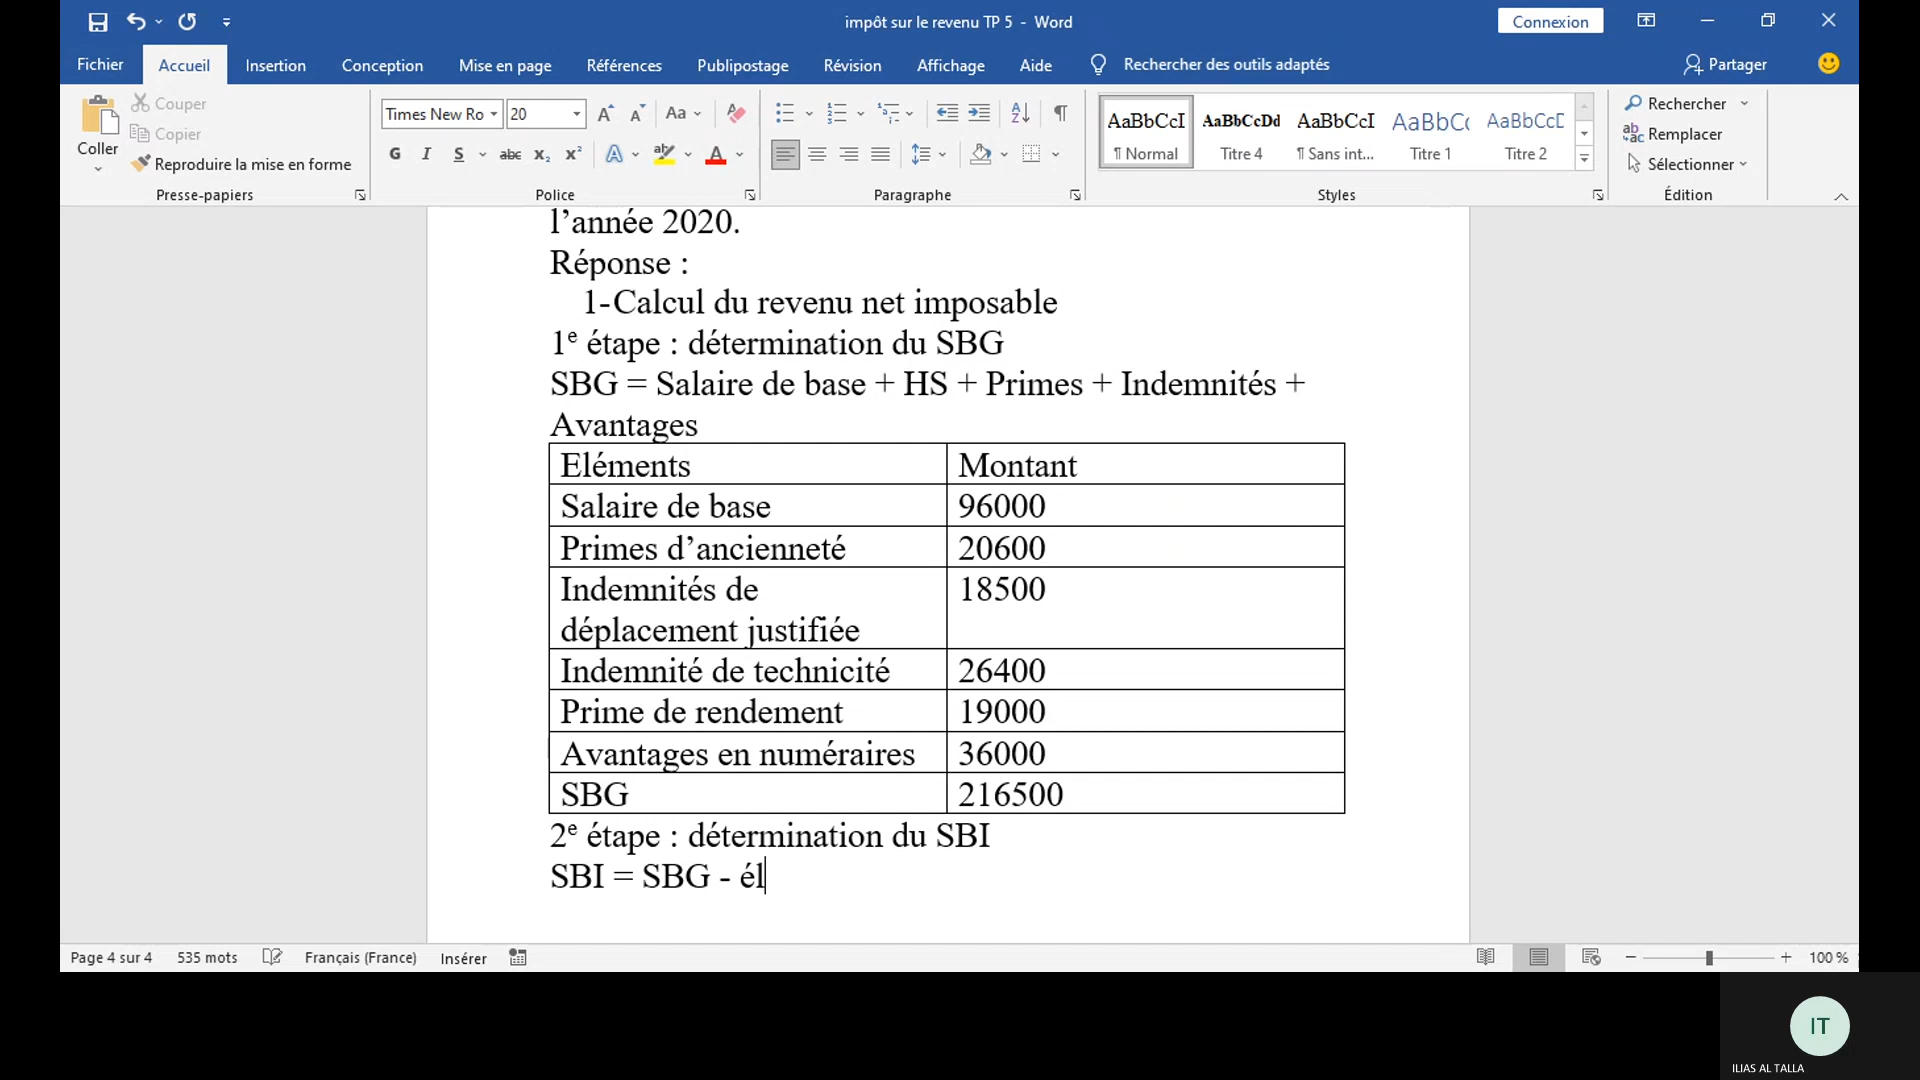 impôt sur le revenu TP 5 - Word
Connexion
Fichier
Accueil
Insertion
Conception
Mise en page
Références
Publipostage
Révision
Affichage
Aide
Rechercher des outils adaptés
Partager
Coller
Couper
Copier
Reproduire la mise en forme
Presse-papiers
Times New Ro
20
Aa
G I S abc x₂ x² A ab A
Police
Paragraphe
AaBbCcI
¶ Normal
AaBbCcDd
Titre 4
AaBbCcI
¶ Sans int...
AaBbCc
Titre 1
AaBbCcE
Titre 2
Styles
Rechercher
Remplacer
Sélectionner
Édition
l’année 2020.
Réponse :
1-Calcul du revenu net imposable
1e étape : détermination du SBG
SBG = Salaire de base + HS + Primes + Indemnités +
Avantages
Eléments Montant
Salaire de base 96000
Primes d’ancienneté 20600
Indemnités de 18500
déplacement justifiée
Indemnité de technicité 26400
Prime de rendement 19000
Avantages en numéraires 36000
SBG 216500
2e étape : détermination du SBI
SBI = SBG - él
Page 4 sur 4
535 mots
Français (France)
Insérer
100 %
IT
ILIAS AL TALLA